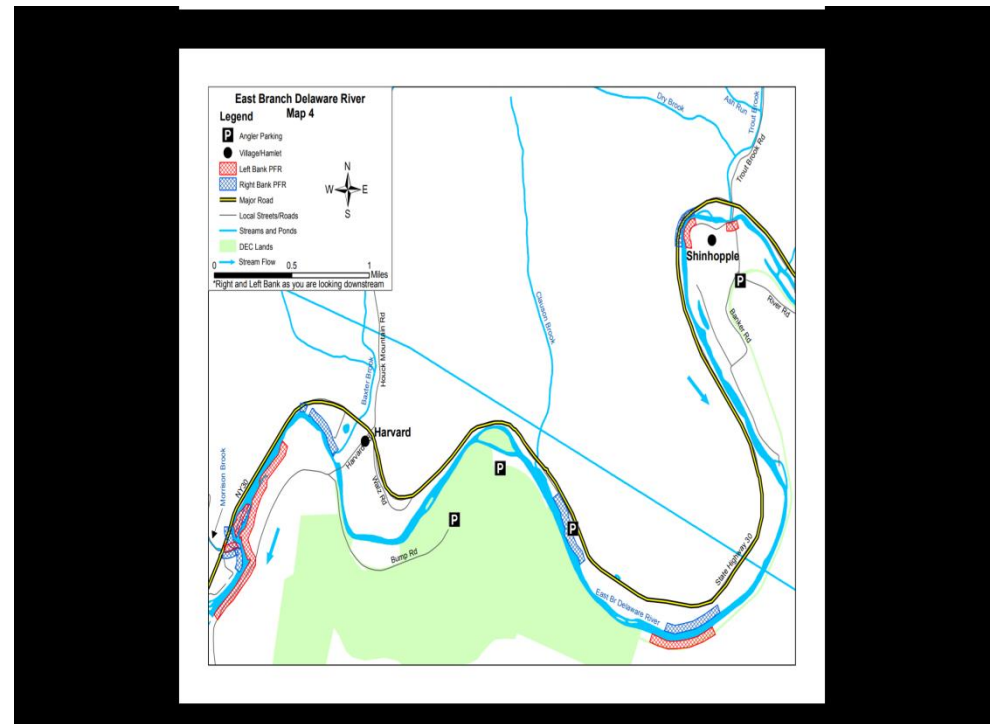 East Branch Delaware River
Map 4
Legend
P Angler Parking
Village/Hamlet
Left Bank PFR
Right Bank PFR
Major Road
Local Streets/Roads
Streams and Ponds
DEC Lands
Stream Flow
N
W E
S
0 0.5 1
Miles
*Right and Left Bank as you are looking downstream
Dry Brook
Ash Run
Trout Brook
Trout Brook Rd
Shinhopple
P
River Rd
Banker Rd
Clauson Brook
Houck Mountain Rd
Baxter Brook
Harvard
Harvard
Walz Rd
Morrison Brook
NY30
P
P
P
Bump Rd
State Highway 30
East Br Delaware River